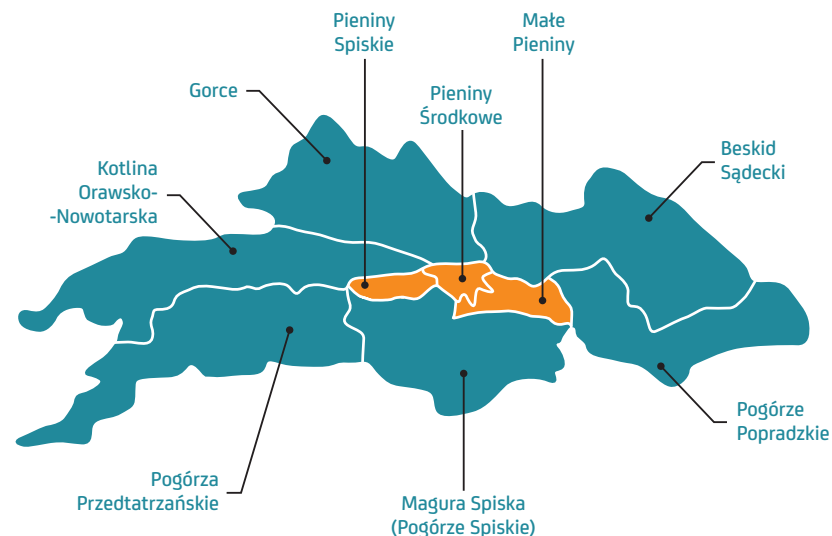 Pieniny
Spiskie
Małe
Pieniny
Gorce
Pieniny
Środkowe
Beskid
Sądecki
Kotlina
Orawsko-
-Nowotarska
Pogórze
Popradzkie
Pogórza
Przedtatrzańskie
Magura Spiska
(Pogórze Spiskie)